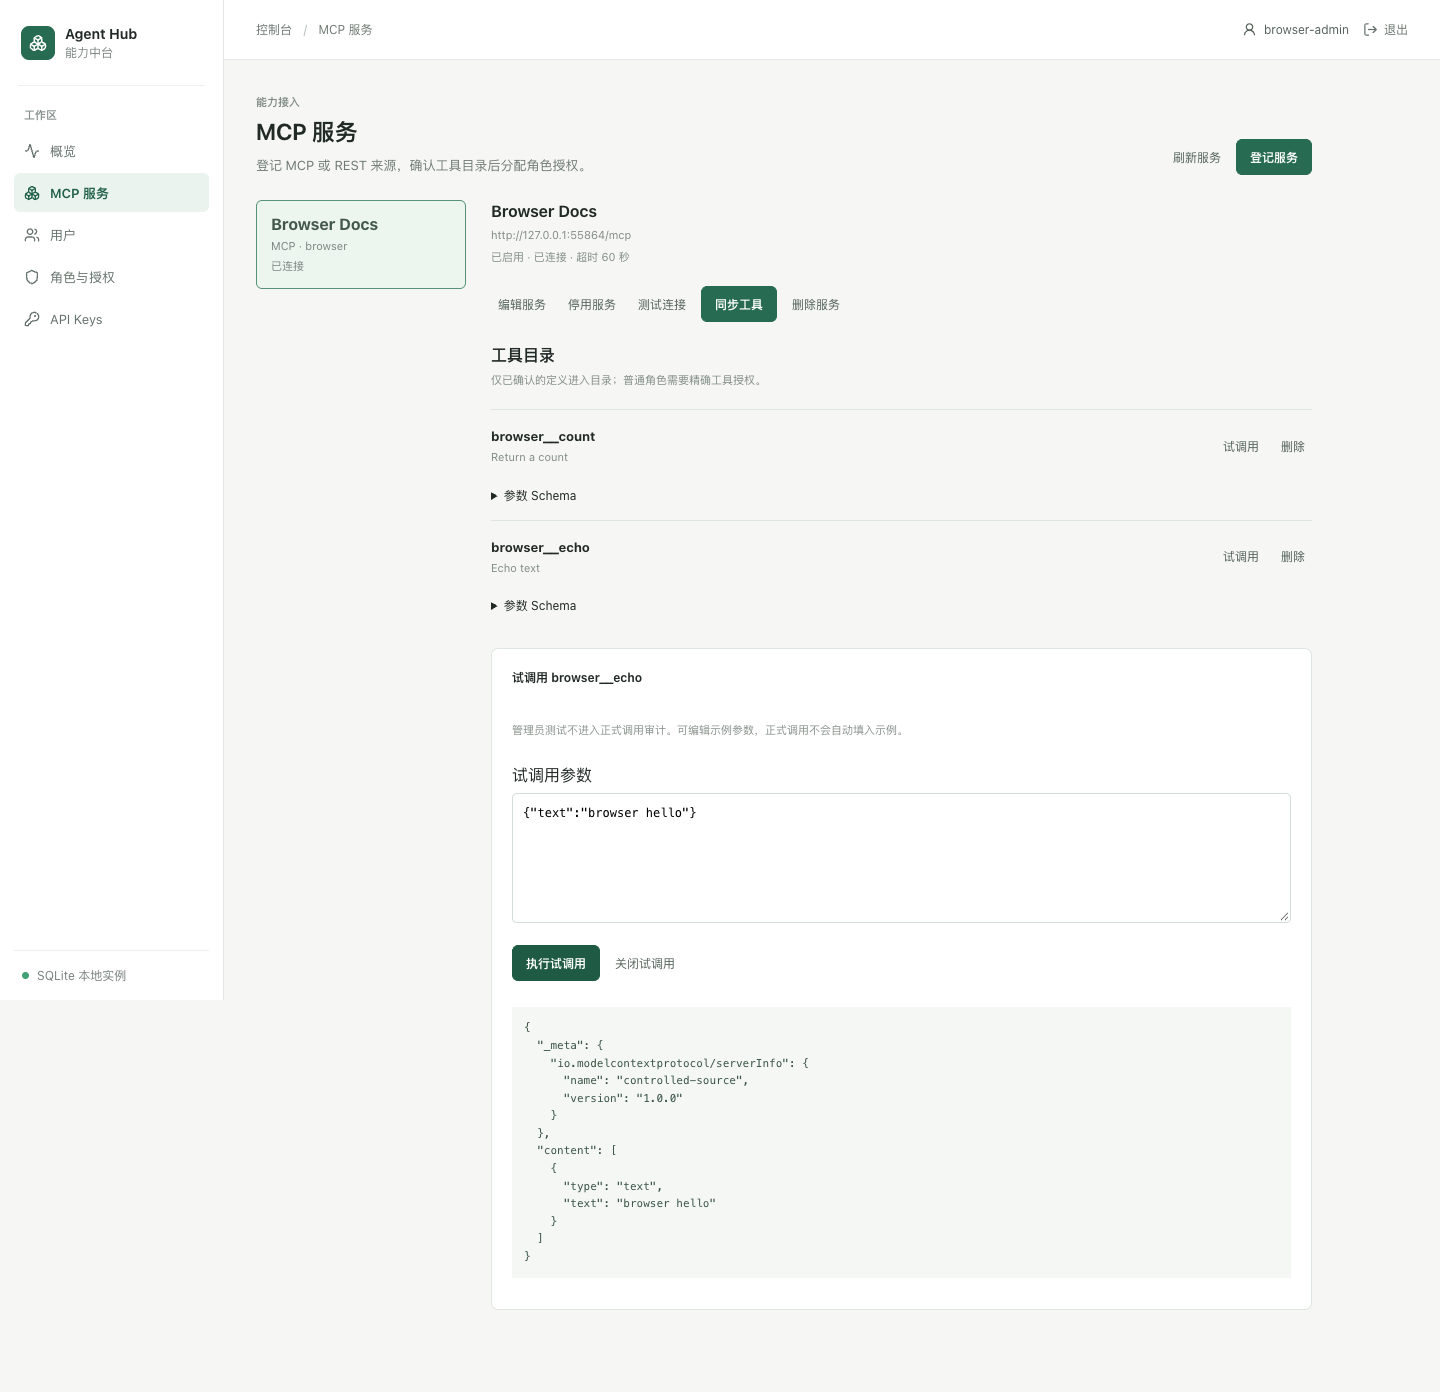 Agent Hub
能力中台
工作区
概览
MCP 服务
用户
角色与授权
API Keys
SQLite 本地实例
控制台 / MCP 服务
browser-admin
退出
能力接入
MCP 服务
登记 MCP 或 REST 来源，确认工具目录后分配角色授权。
刷新服务
登记服务
Browser Docs
MCP · browser
已连接
Browser Docs
http://127.0.0.1:55864/mcp
已启用 · 已连接 · 超时 60 秒
编辑服务
停用服务
测试连接
同步工具
删除服务
工具目录
仅已确认的定义进入目录；普通角色需要精确工具授权。
browser__count
Return a count
试调用
删除
参数 Schema
browser__echo
Echo text
试调用
删除
参数 Schema
试调用 browser__echo
管理员测试不进入正式调用审计。可编辑示例参数，正式调用不会自动填入示例。
试调用参数
{"text":"browser hello"}
执行试调用
关闭试调用
{
  "_meta": {
    "io.modelcontextprotocol/serverInfo": {
      "name": "controlled-source",
      "version": "1.0.0"
    }
  },
  "content": [
    {
      "type": "text",
      "text": "browser hello"
    }
  ]
}